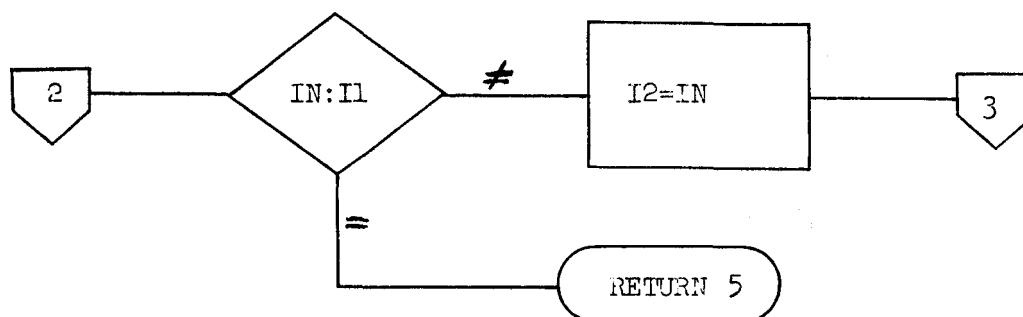 2
IN:I1
≠
I2=IN
3
=
RETURN 5